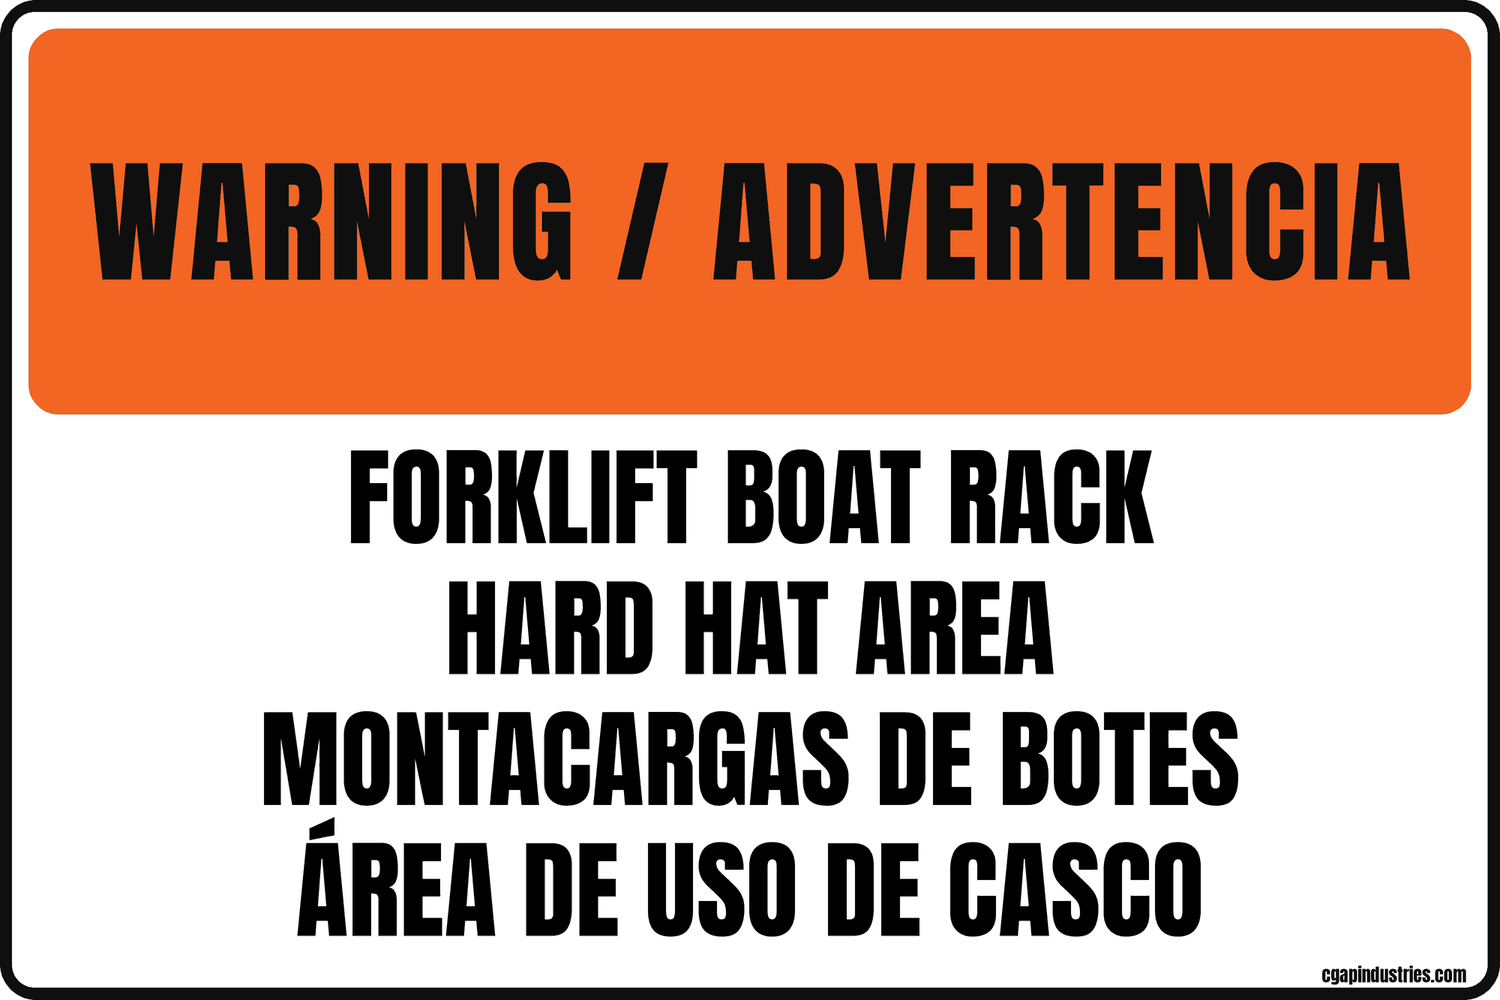 WARNING / ADVERTENCIA
FORKLIFT BOAT RACK
HARD HAT AREA
MONTACARGAS DE BOTES
ÁREA DE USO DE CASCO
cgapindustries.com